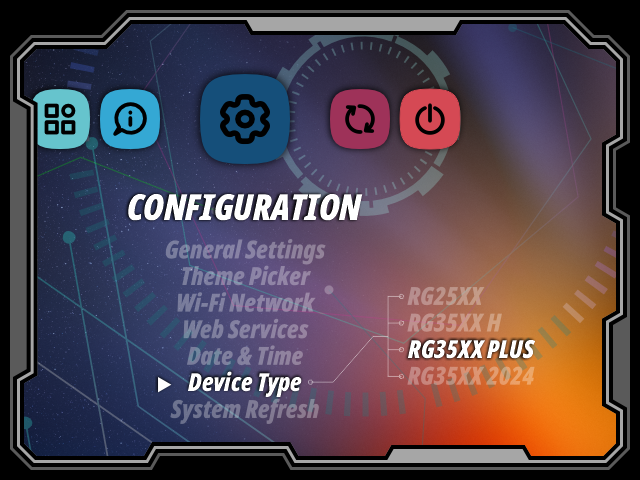 CONFIGURATION
General Settings
Theme Picker
Wi-Fi Network
Web Services
Date & Time
Device Type
System Refresh
RG25XX
RG35XX H
RG35XX PLUS
RG35XX 2024